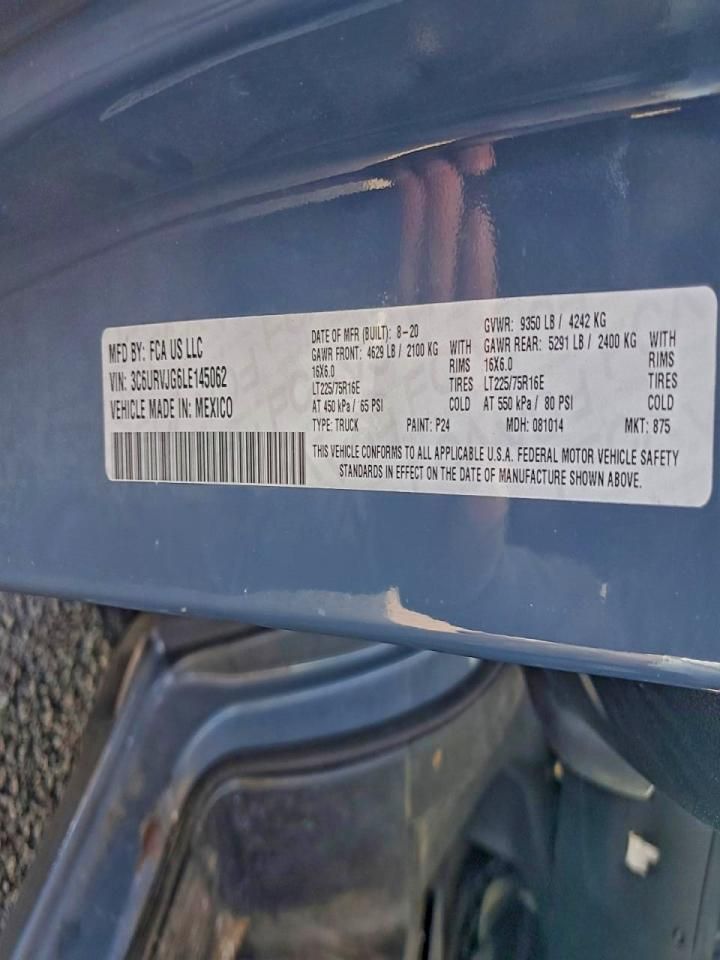 MFD BY: FCA US LLC
VIN: 3C6URVJG6LE145062
VEHICLE MADE IN: MEXICO
DATE OF MFR (BUILT): 8-20
GVWR: 9350 LB / 4242 KG
GAWR FRONT: 4629 LB / 2100 KG WITH
16X6.0 RIMS
LT225/75R16E TIRES
AT 450 kPa / 65 PSI COLD
GAWR REAR: 5291 LB / 2400 KG WITH
16X6.0 RIMS
LT225/75R16E TIRES
AT 550 kPa / 80 PSI COLD
TYPE: TRUCK PAINT: P24 MDH: 081014 MKT: 875
THIS VEHICLE CONFORMS TO ALL APPLICABLE U.S.A. FEDERAL MOTOR VEHICLE SAFETY
STANDARDS IN EFFECT ON THE DATE OF MANUFACTURE SHOWN ABOVE.